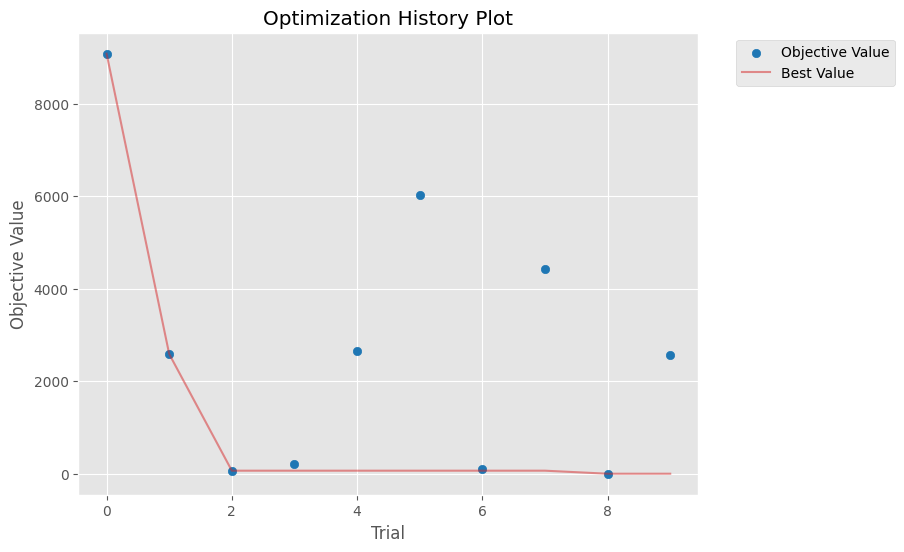 Optimization History Plot
Objective Value
Best Value
Objective Value
8000
6000
4000
2000
0
0 2 4 6 8
Trial